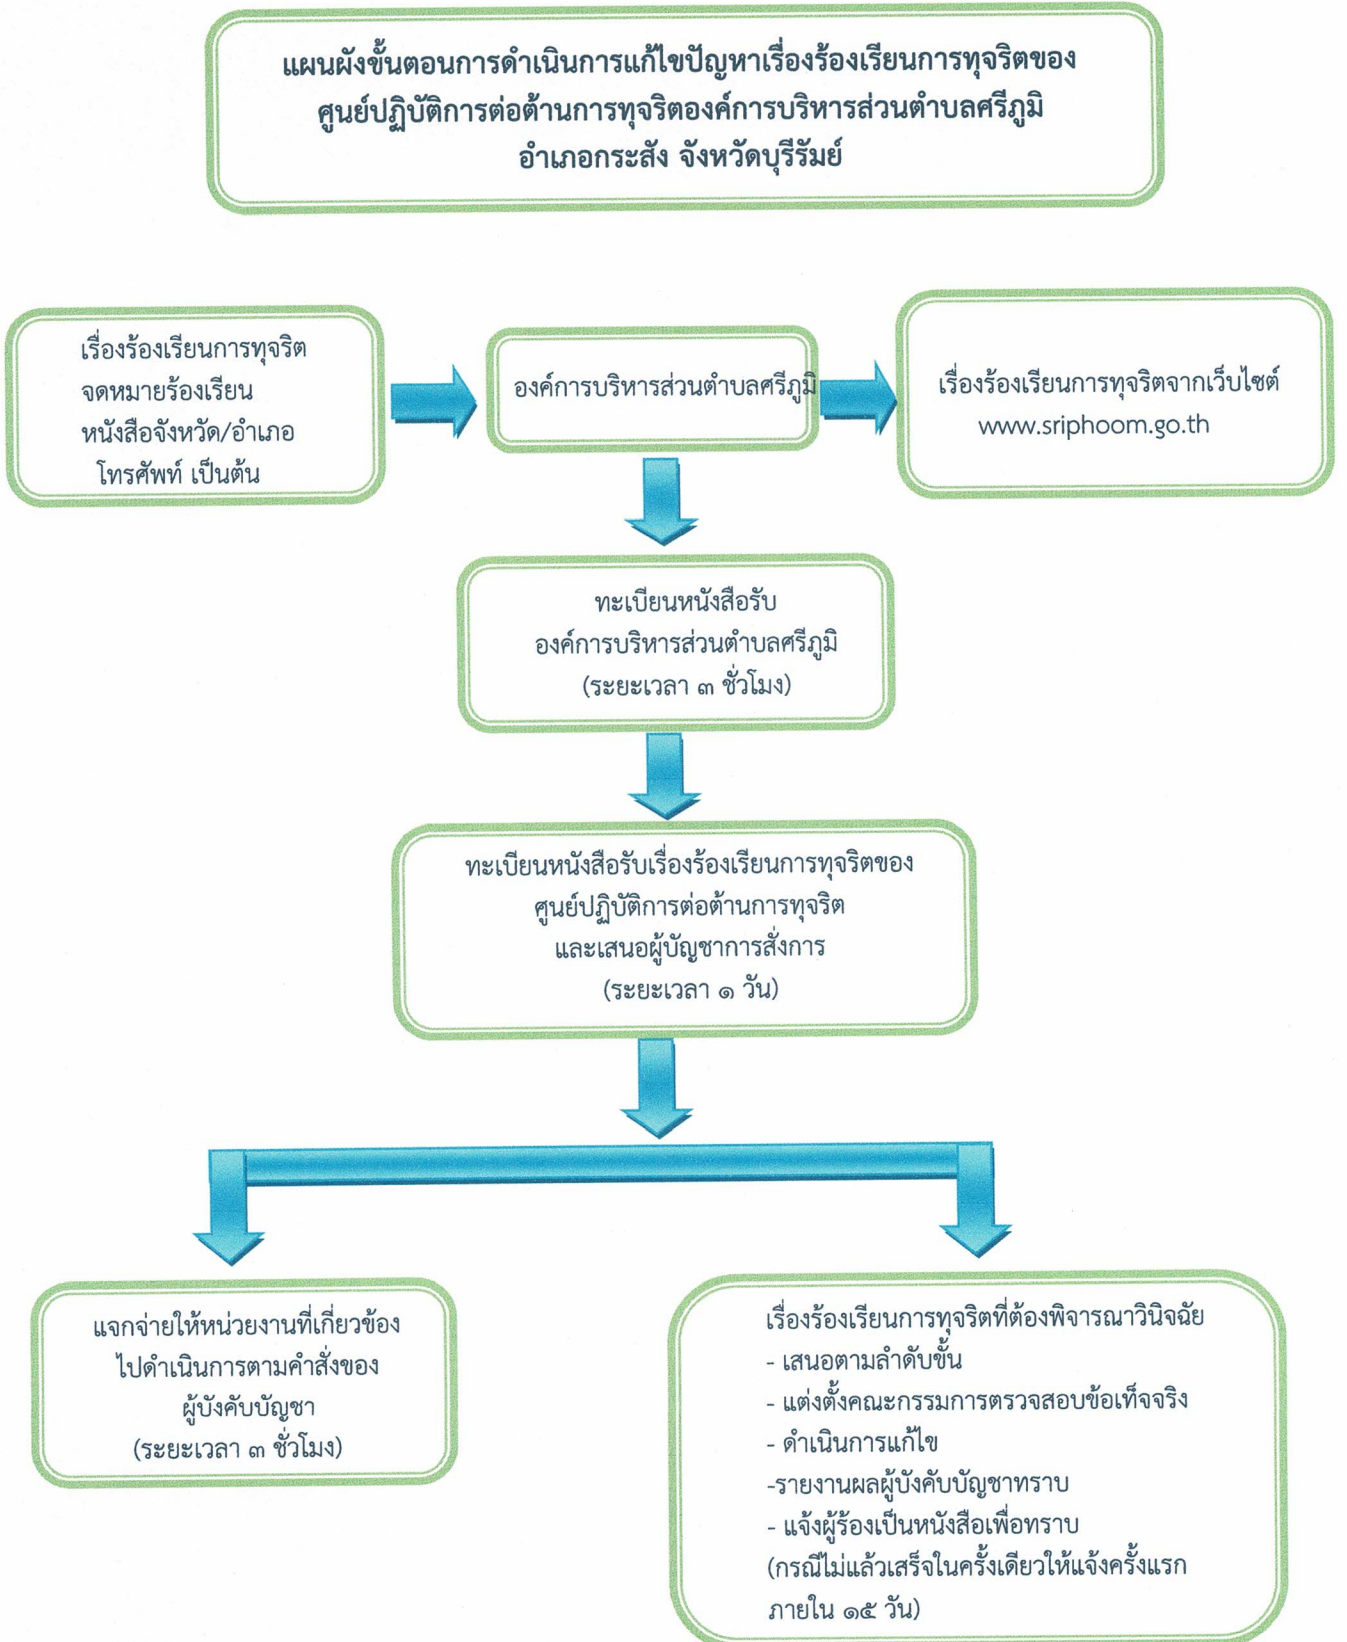 แผนผังขั้นตอนการดำเนินการแก้ไขปัญหาเรื่องร้องเรียนการทุจริตของ
ศูนย์ปฏิบัติการต่อต้านการทุจริตองค์การบริหารส่วนตำบลศรีภูมิ
อำเภอกระสัง จังหวัดบุรีรัมย์
เรื่องร้องเรียนการทุจริต
จดหมายร้องเรียน
หนังสือจังหวัด/อำเภอ
โทรศัพท์ เป็นต้น
องค์การบริหารส่วนตำบลศรีภูมิ
เรื่องร้องเรียนการทุจริตจากเว็บไซต์
www.sriphoom.go.th
ทะเบียนหนังสือรับ
องค์การบริหารส่วนตำบลศรีภูมิ
(ระยะเวลา ๓ ชั่วโมง)
ทะเบียนหนังสือรับเรื่องร้องเรียนการทุจริตของ
ศูนย์ปฏิบัติการต่อต้านการทุจริต
และเสนอผู้บัญชาการสั่งการ
(ระยะเวลา ๑ วัน)
แจกจ่ายให้หน่วยงานที่เกี่ยวข้อง
ไปดำเนินการตามคำสั่งของ
ผู้บังคับบัญชา
(ระยะเวลา ๓ ชั่วโมง)
เรื่องร้องเรียนการทุจริตที่ต้องพิจารณาวินิจฉัย
- เสนอตามลำดับขั้น
- แต่งตั้งคณะกรรมการตรวจสอบข้อเท็จจริง
- ดำเนินการแก้ไข
-รายงานผลผู้บังคับบัญชาทราบ
- แจ้งผู้ร้องเป็นหนังสือเพื่อทราบ
(กรณีไม่แล้วเสร็จในครั้งเดียวให้แจ้งครั้งแรก
ภายใน ๑๕ วัน)